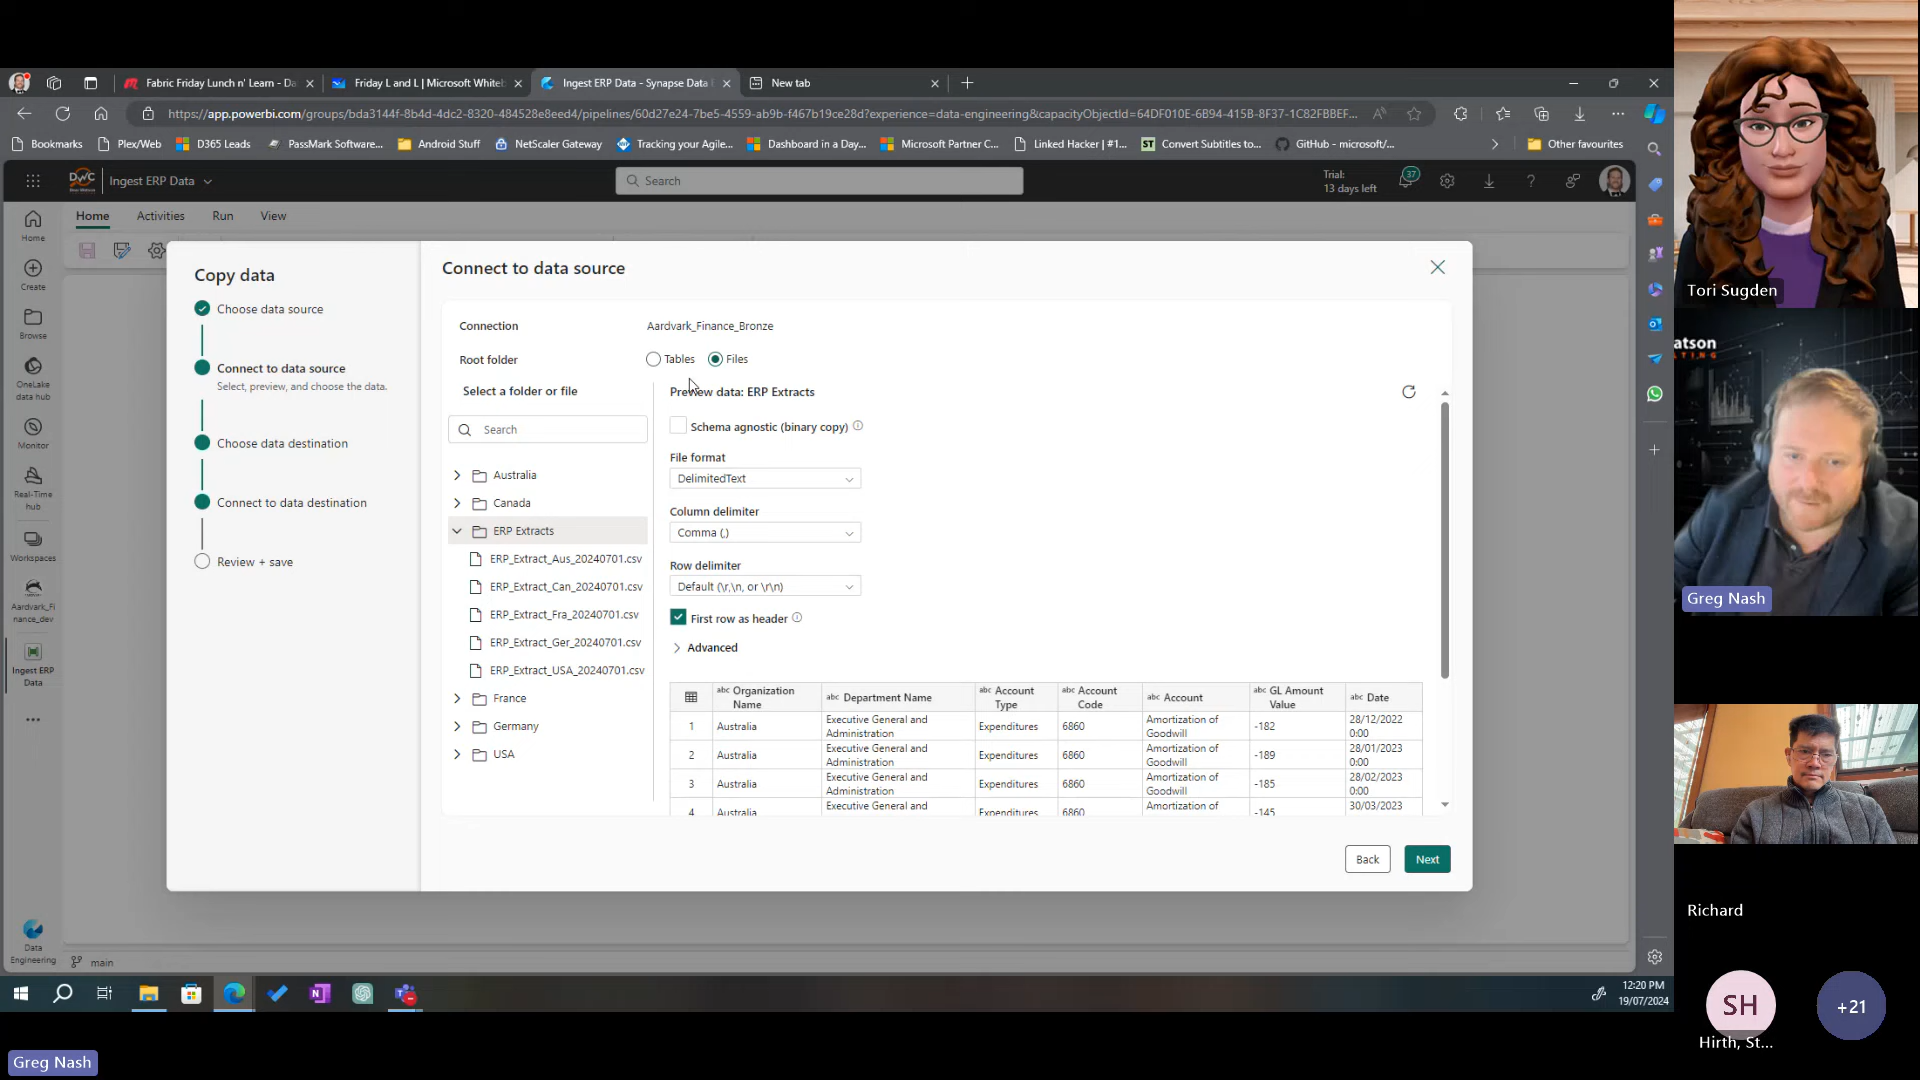 Fabric Friday Lunch n' Learn - Da
Friday L and L | Microsoft Whiteb
Ingest ERP Data - Synapse Data
New tab
https://app.powerbi.com/groups/bda3144f-8b4d-4dc2-8320-484528e8eed4/pipelines/60d27e24-7be5-4559-ab9b-f467b19ce28d?experience=data-engineering&capacityObjectId=64DF010E-6B94-415B-8F37-1C82FBBEF...
Bookmarks
Plex/Web
D365 Leads
PassMark Software...
Android Stuff
NetScaler Gateway
Tracking your Agile...
Dashboard in a Day...
Microsoft Partner C...
Linked Hacker | #1...
ST
Convert Subtitles to...
GitHub - microsoft/...
Other favourites
DWC
Ingest ERP Data
Search
Trial:
13 days left
37
Home
Activities
Run
View
Home
Create
Browse
OneLake
data hub
Monitor
Real-Time
hub
Workspaces
Aardvark_Fi
nance_dev
Ingest ERP
Data
Data
Engineering
main
Copy data
Choose data source
Connect to data source
Select, preview, and choose the data.
Choose data destination
Connect to data destination
Review + save
Connect to data source
Connection
Aardvark_Finance_Bronze
Root folder
Tables
Files
Select a folder or file
Search
Australia
Canada
ERP Extracts
ERP_Extract_Aus_20240701.csv
ERP_Extract_Can_20240701.csv
ERP_Extract_Fra_20240701.csv
ERP_Extract_Ger_20240701.csv
ERP_Extract_USA_20240701.csv
France
Germany
USA
Preview data: ERP Extracts
Schema agnostic (binary copy)
File format
DelimitedText
Column delimiter
Comma (,)
Row delimiter
Default (\r,\n, or \r\n)
First row as header
Advanced
abc Organization Name abc Department Name abc Account Type abc Account Code abc Account abc GL Amount Value abc Date
1 Australia Executive General and Administration Expenditures 6860 Amortization of Goodwill -182 28/12/2022 0:00
2 Australia Executive General and Administration Expenditures 6860 Amortization of Goodwill -189 28/01/2023 0:00
3 Australia Executive General and Administration Expenditures 6860 Amortization of Goodwill -185 28/02/2023 0:00
4 Australia Executive General and Expenditures 6860 Amortization of -145 30/03/2023
Back
Next
12:20 PM
19/07/2024
Tori Sugden
atson
Greg Nash
Richard
SH
+21
Hirth, St...
Greg Nash